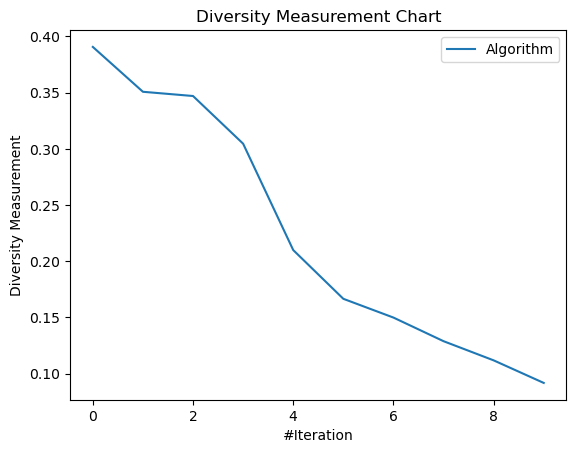 Diversity Measurement Chart
Algorithm
Diversity Measurement
0.40
0.35
0.30
0.25
0.20
0.15
0.10
0 2 4 6 8
#Iteration